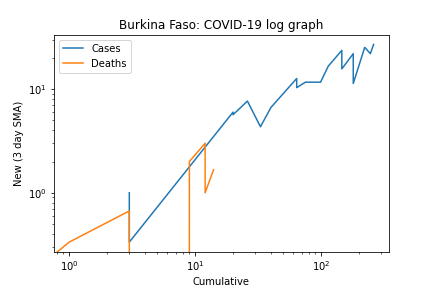 Burkina Faso: COVID-19 log graph
Cases
Deaths
New (3 day SMA)
10¹
10⁰
10⁰ 10¹ 10²
Cumulative